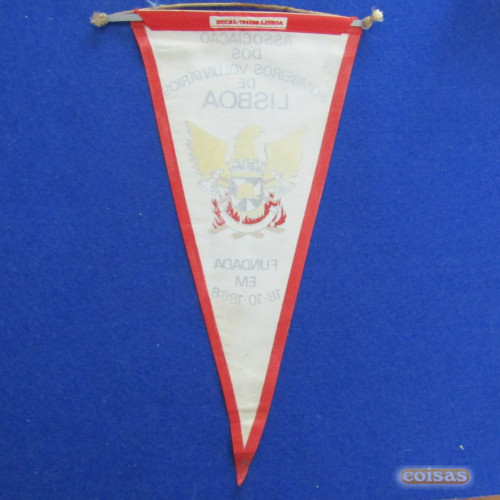 ASSOCIAÇÃO
DOS
BOMBEIROS VOLUNTÁRIOS
DE
LISBOA
FUNDADA
EM
18·10·1868
coisas